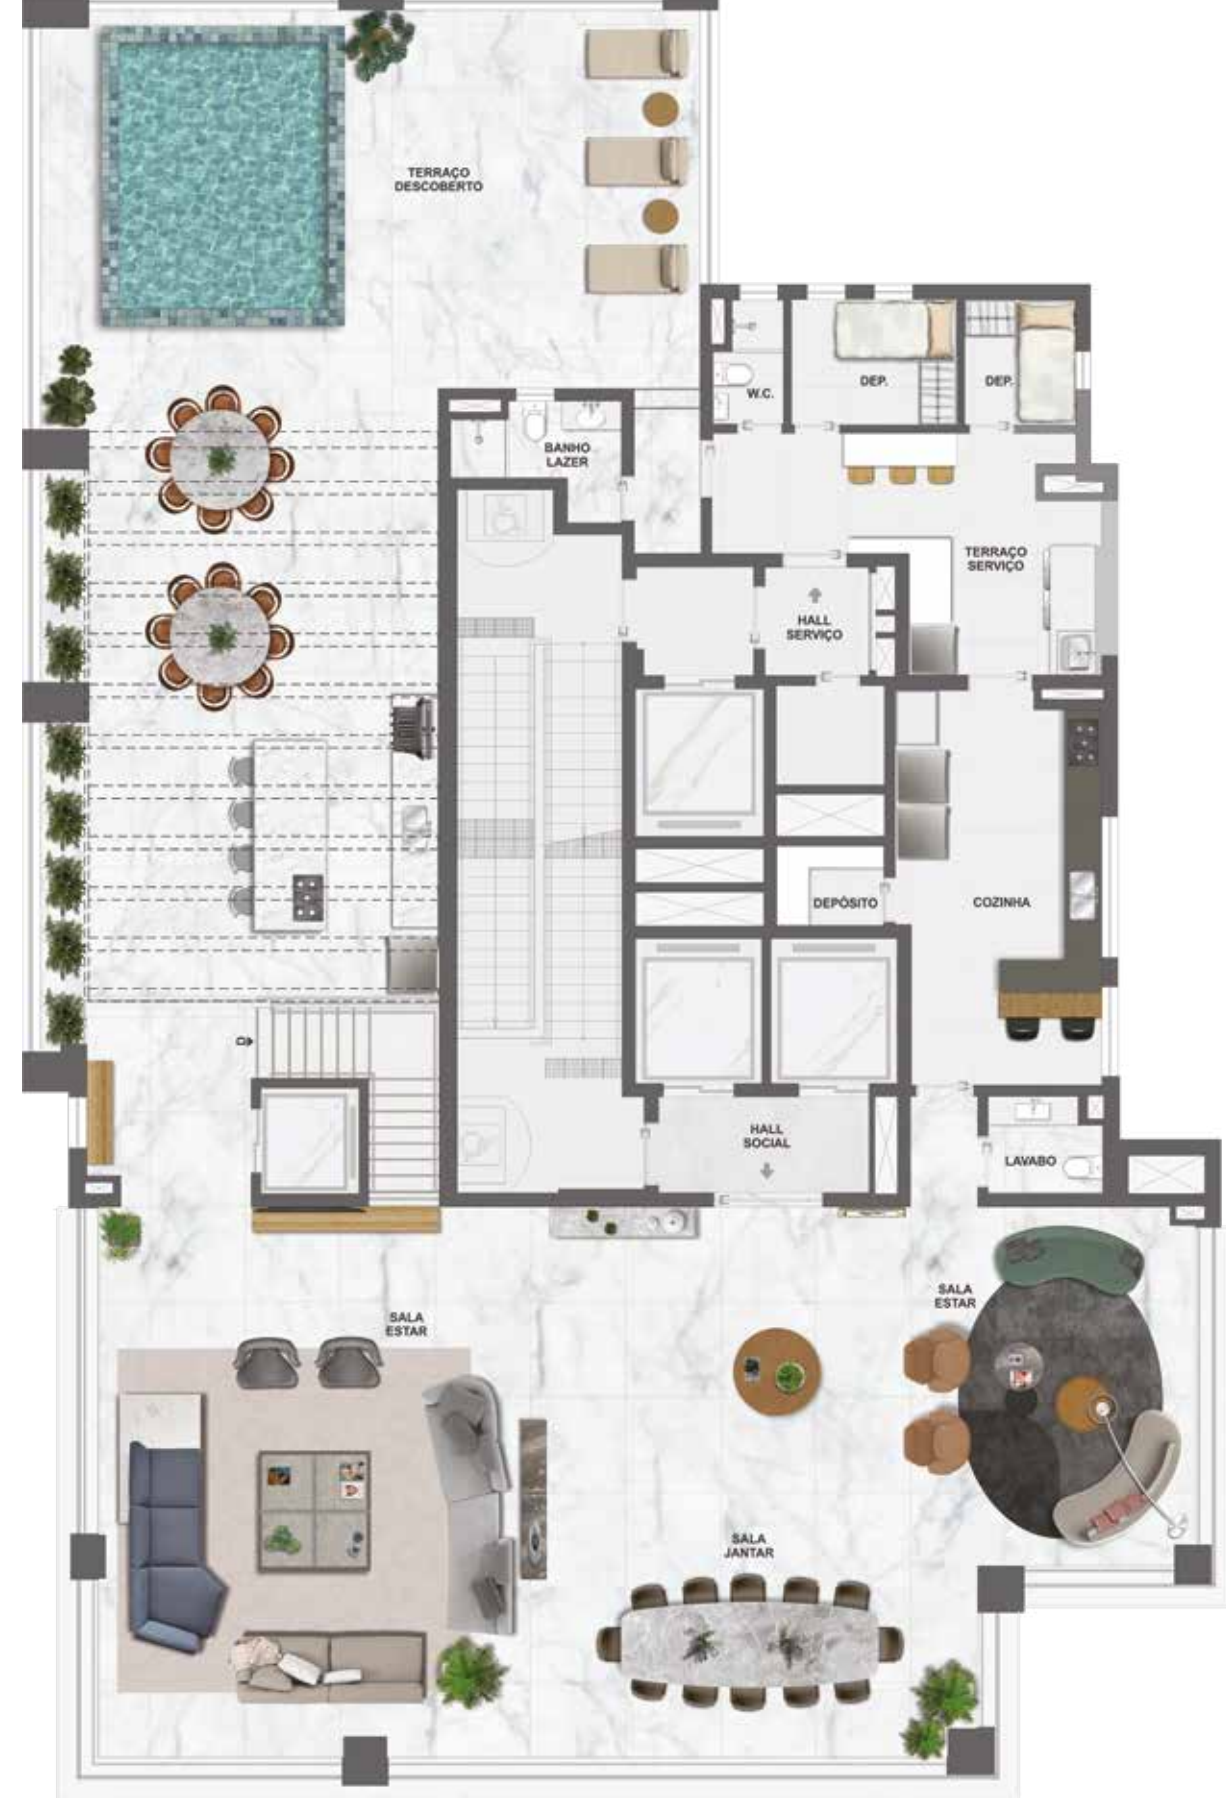 TERRAÇO
DESCOBERTO
W.C.
DEP.
DEP.
BANHO
LAZER
TERRAÇO
SERVIÇO
HALL
SERVIÇO
DEPÓSITO
COZINHA
D
HALL
SOCIAL
LAVABO
SALA
ESTAR
SALA
ESTAR
SALA
JANTAR